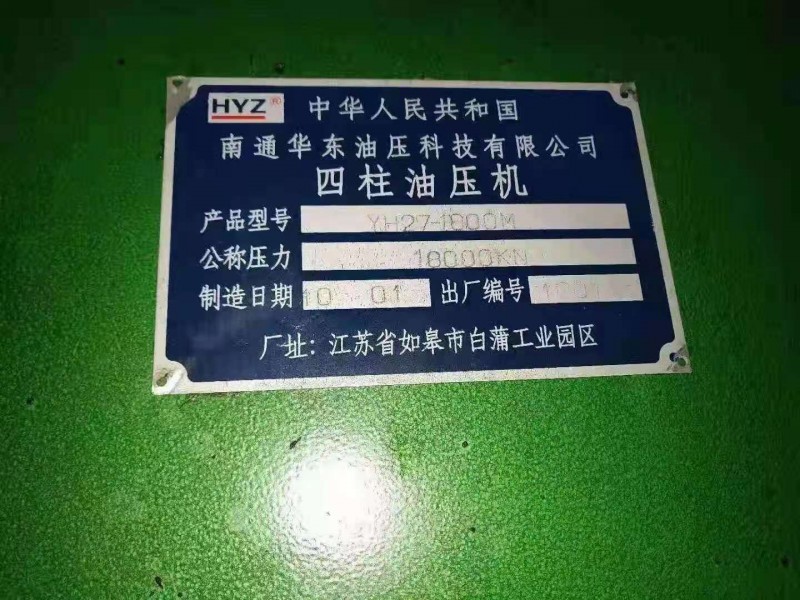 HYZ® 中华人民共和国
南通华东油压科技有限公司
四柱油压机
产品型号 YH27-1800M
公称压力 18000KN
制造日期 10 01 出厂编号
厂址：江苏省如皋市白蒲工业园区